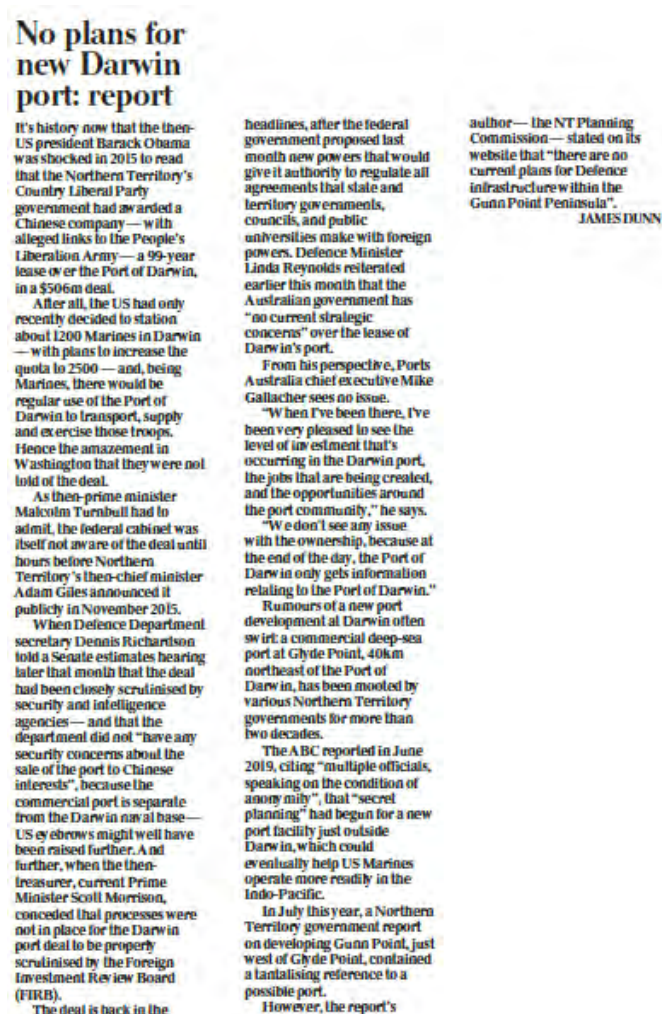 No plans for
new Darwin
port: report
It's history now that the then-
US president Barack Obama
was shocked in 2015 to read
that the Northern Territory's
Country Liberal Party
government had awarded a
Chinese company — with
alleged links to the People's
Liberation Army — a 99-year
lease over the Port of Darwin,
in a $506m deal.
After all, the US had only
recently decided to station
about 1200 Marines in Darwin
— with plans to increase the
quota to 2500 — and, being
Marines, there would be
regular use of the Port of
Darwin to transport, supply
and exercise those troops.
Hence the amazement in
Washington that they were not
told of the deal.
As then-prime minister
Malcolm Turnbull had to
admit, the federal cabinet was
itself not aware of the deal until
hours before Northern
Territory's then-chief minister
Adam Giles announced it
publicly in November 2015.
When Defence Department
secretary Dennis Richardson
told a Senate estimates hearing
later that month that the deal
had been closely scrutinised by
security and intelligence
agencies — and that the
department did not "have any
security concerns about the
sale of the port to Chinese
interests", because the
commercial port is separate
from the Darwin naval base —
US eyebrows might well have
been raised further. And
further, when the then-
treasurer, current Prime
Minister Scott Morrison,
conceded that processes were
not in place for the Darwin
port deal to be properly
scrutinised by the Foreign
Investment Review Board
(FIRB).
The deal is back in the
headlines, after the federal
government proposed last
month new powers that would
give it authority to regulate all
agreements that state and
territory governments,
councils, and public
universities make with foreign
powers. Defence Minister
Linda Reynolds reiterated
earlier this month that the
Australian government has
"no current strategic
concerns" over the lease of
Darwin's port.
From his perspective, Ports
Australia chief executive Mike
Gallacher sees no issue.
"When I've been there, I've
been very pleased to see the
level of investment that's
occurring in the Darwin port,
the jobs that are being created,
and the opportunities around
the port community," he says.
"We don't see any issue
with the ownership, because at
the end of the day, the Port of
Darwin only gets information
relating to the Port of Darwin."
Rumours of a new port
development at Darwin often
swirl: a commercial deep-sea
port at Glyde Point, 40km
northeast of the Port of
Darwin, has been mooted by
various Northern Territory
governments for more than
two decades.
The ABC reported in June
2019, citing "multiple officials,
speaking on the condition of
anonymity", that "secret
planning" had begun for a new
port facility just outside
Darwin, which could
eventually help US Marines
operate more readily in the
Indo-Pacific.
In July this year, a Northern
Territory government report
on developing Gunn Point, just
west of Glyde Point, contained
a tantalising reference to a
possible port.
However, the report's
author — the NT Planning
Commission — stated on its
website that "there are no
current plans for Defence
infrastructure within the
Gunn Point Peninsula".
JAMES DUNN